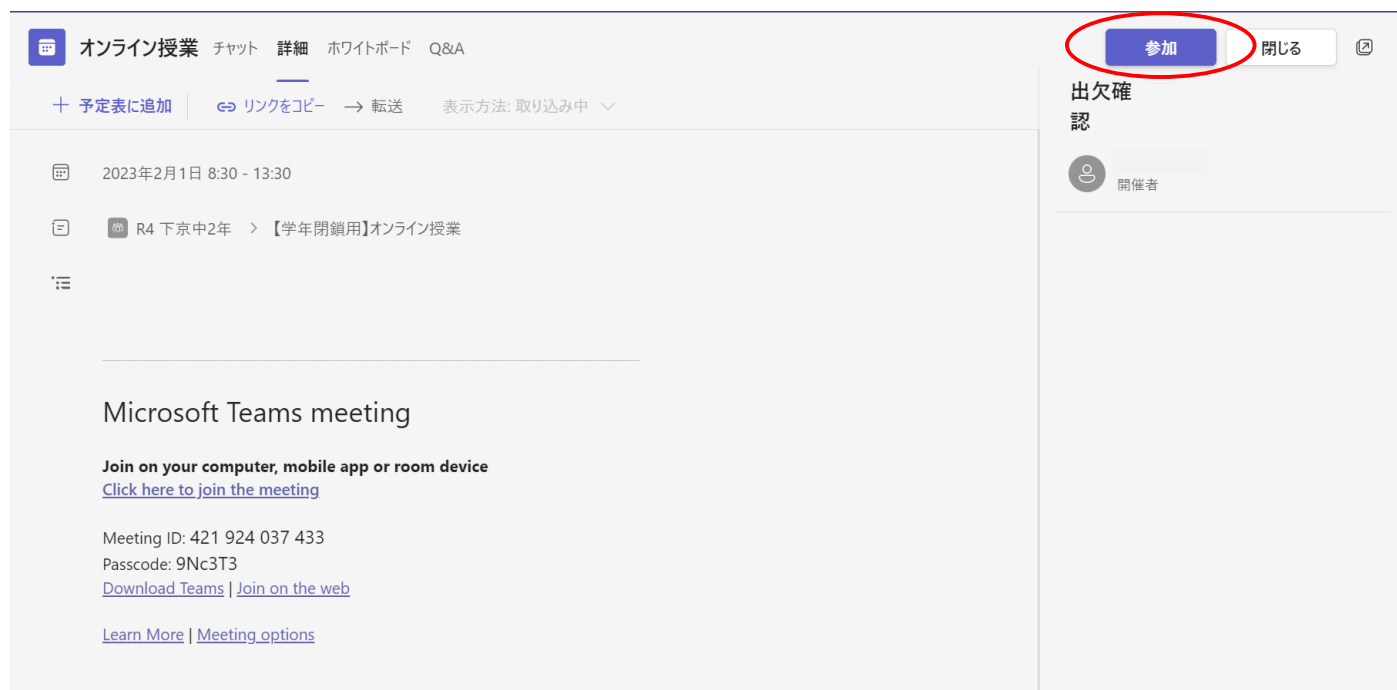 オンライン授業 チャット 詳細 ホワイトボード Q&A 参加 閉じる
予定表に追加 リンクをコピー 転送 表示方法: 取り込み中
出欠確
認
開催者
2023年2月1日 8:30 - 13:30
R4 下京中2年 > 【学年閉鎖用】オンライン授業
Microsoft Teams meeting
Join on your computer, mobile app or room device
Click here to join the meeting
Meeting ID: 421 924 037 433
Passcode: 9Nc3T3
Download Teams | Join on the web
Learn More | Meeting options